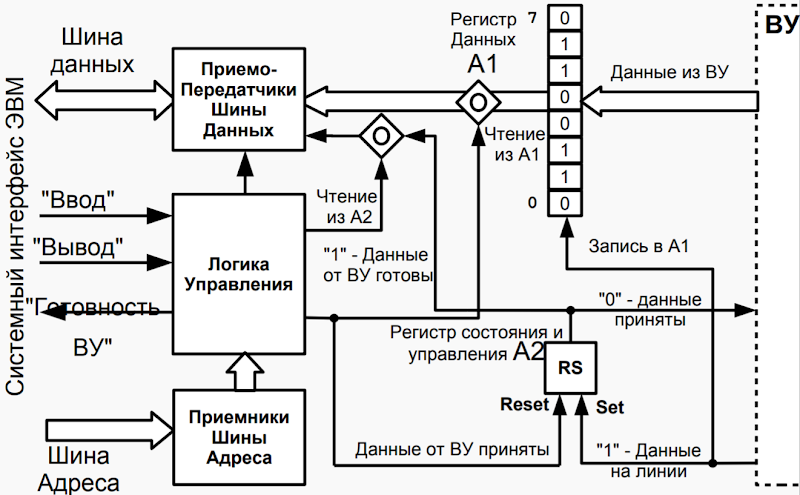 Системный интерфейс ЭВМ
Шина
данных
Приемо-
Передатчики
Шины
Данных
Регистр
Данных
А1
7
0
1
1
0
0
1
1
0
0
ВУ
Данные из ВУ
Чтение
из А1
"Ввод"
"Вывод"
"Готовность
ВУ"
Логика
Управления
Чтение
из А2
"1" - Данные
от ВУ готовы
Запись в А1
"0" - данные
приняты
Регистр состояния и
управления А2
RS
Reset
Set
Приемники
Шины
Адреса
Шина
Адреса
Данные от ВУ приняты
"1" - Данные
на линии